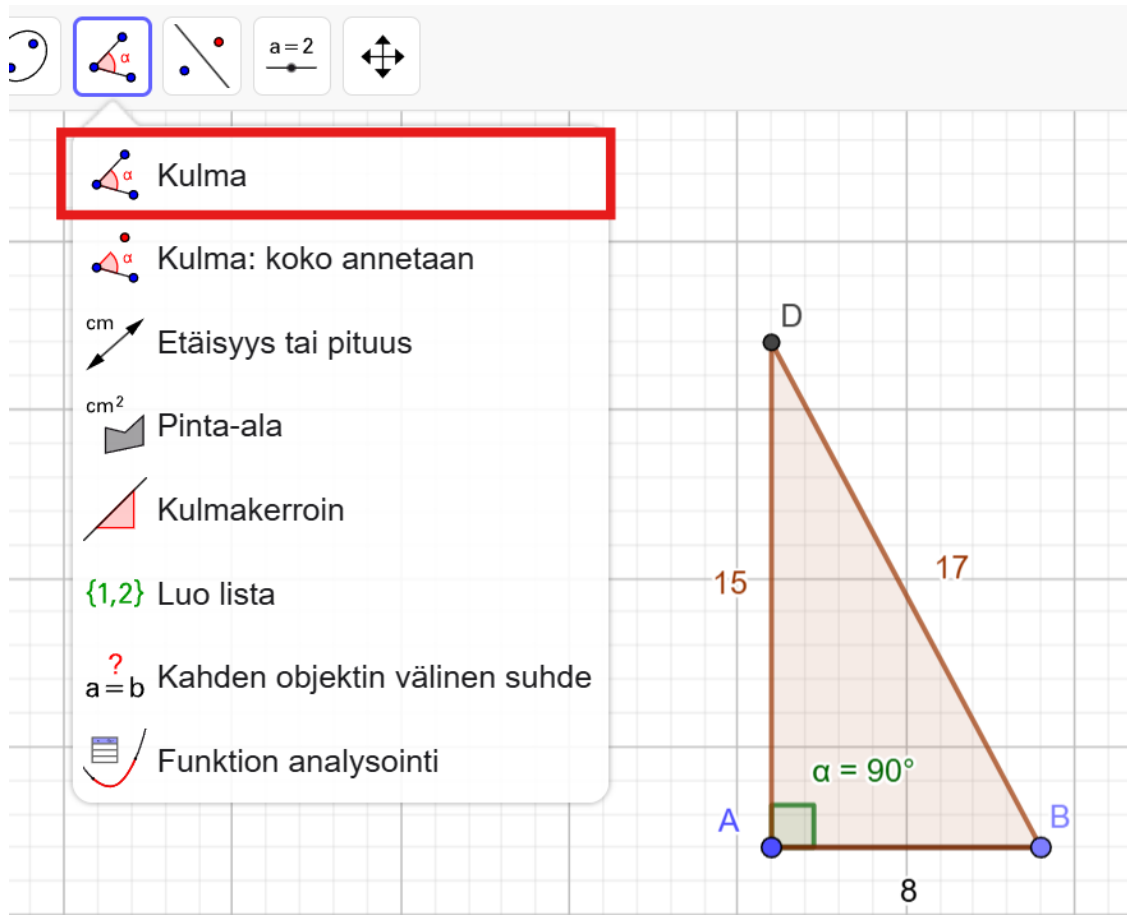 α
a = 2
α
Kulma
α
Kulma: koko annetaan
cm
Etäisyys tai pituus
cm²
Pinta-ala
Kulmakerroin
{1,2}
Luo lista
?
a = b
Kahden objektin välinen suhde
Funktion analysointi
D
15
17
α = 90°
A
B
8